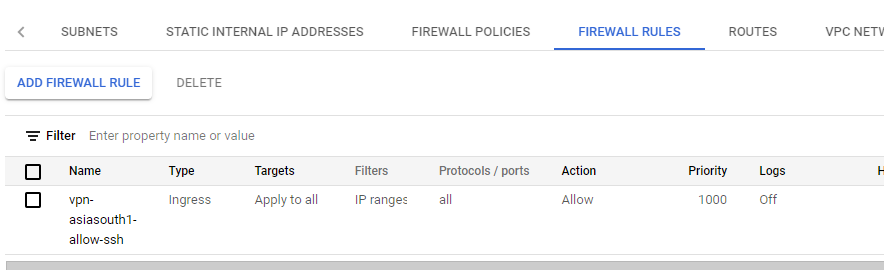 SUBNETS STATIC INTERNAL IP ADDRESSES FIREWALL POLICIES FIREWALL RULES ROUTES VPC NETW
ADD FIREWALL RULE DELETE
Filter Enter property name or value
Name Type Targets Filters Protocols / ports Action Priority Logs H
vpn- Ingress Apply to all IP ranges all Allow 1000 Off
asiasouth1-
allow-ssh